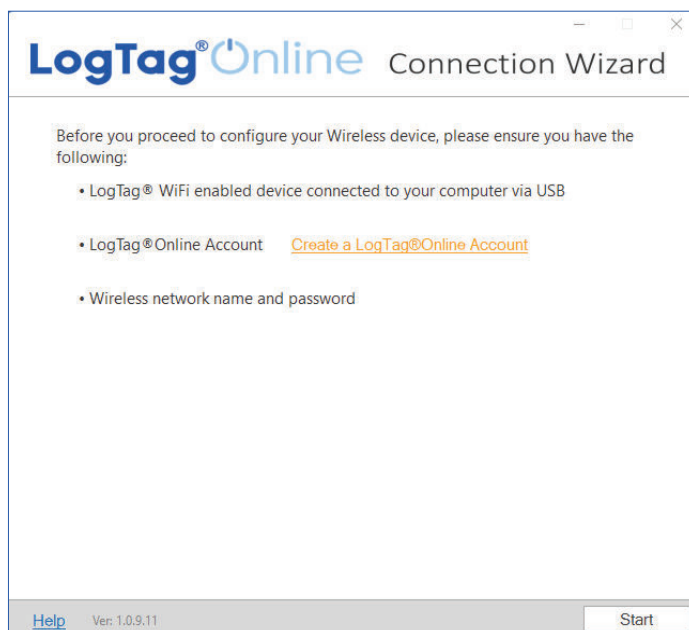 LogTag®Online Connection Wizard
Before you proceed to configure your Wireless device, please ensure you have the
following:
• LogTag® WiFi enabled device connected to your computer via USB
• LogTag®Online Account Create a LogTag®Online Account
• Wireless network name and password
Help Ver: 1.0.9.11 Start